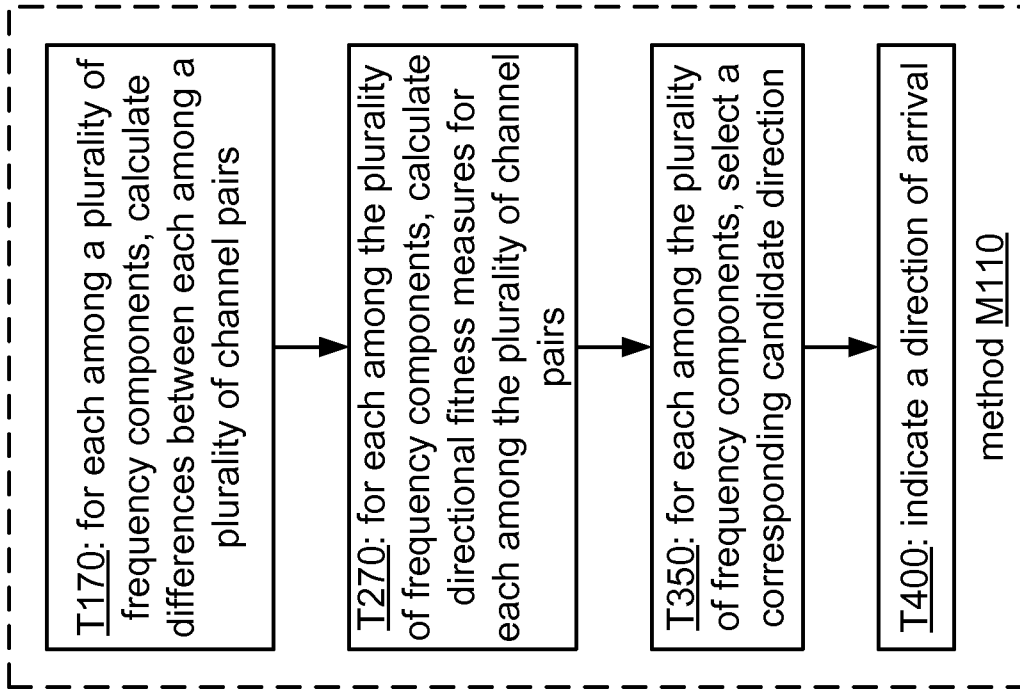 T170: for each among a plurality of
frequency components, calculate
differences between each among a
plurality of channel pairs
T270: for each among the plurality
of frequency components, calculate
directional fitness measures for
each among the plurality of channel
pairs
T350: for each among the plurality
of frequency components, select a
corresponding candidate direction
T400: indicate a direction of arrival
method M110